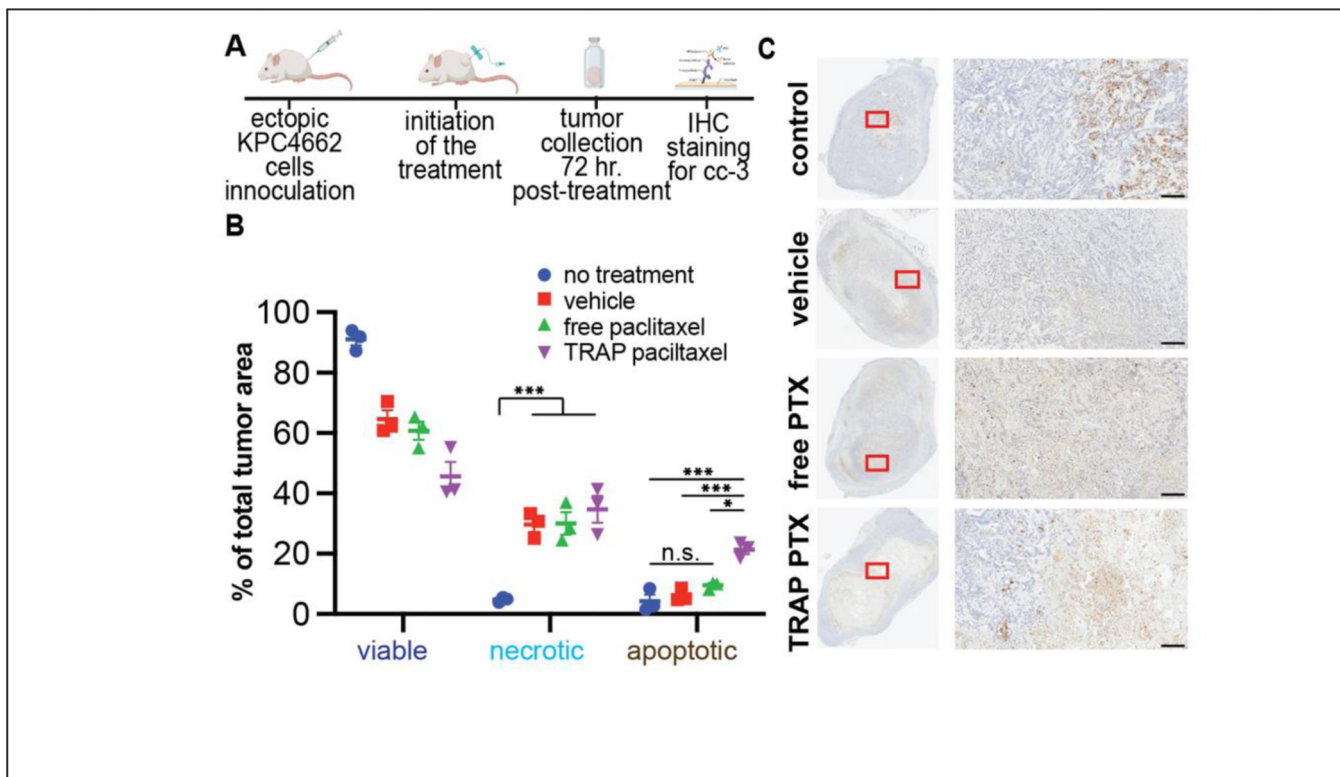 A
ectopic
KPC4662
cells
innoculation
initiation
of the
treatment
tumor
collection
72 hr.
post-treatment
IHC
staining
for cc-3
B
no treatment
vehicle
free paclitaxel
TRAP paciltaxel
% of total tumor area
100
80
60
40
20
0
***
***
***
*
n.s.
viable
necrotic
apoptotic
C
control
vehicle
free PTX
TRAP PTX